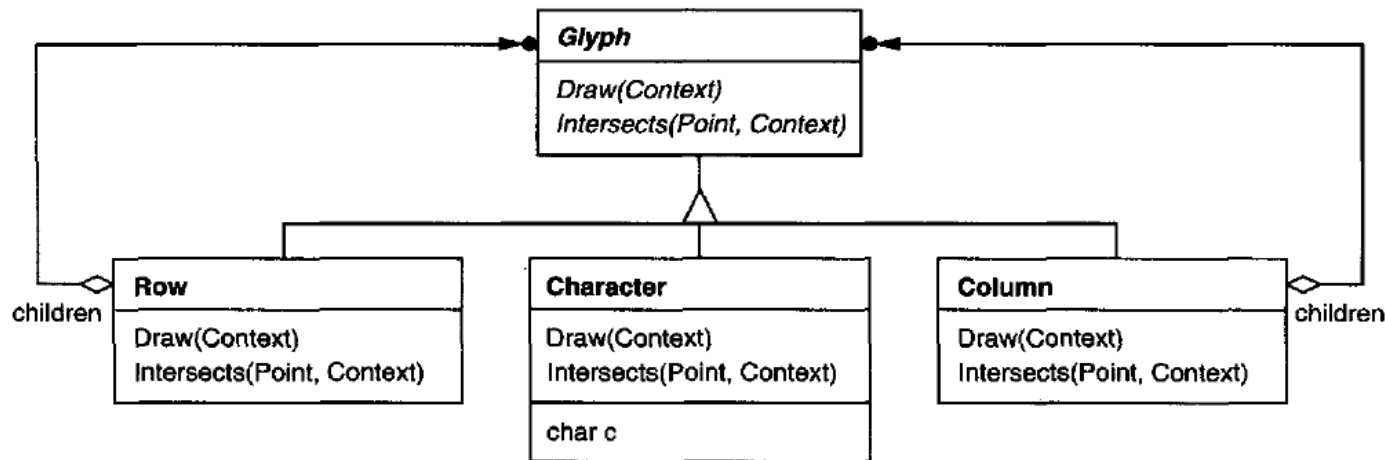 Glyph
Draw(Context)
Intersects(Point, Context)
Row
Draw(Context)
Intersects(Point, Context)
children
Character
Draw(Context)
Intersects(Point, Context)
char c
Column
Draw(Context)
Intersects(Point, Context)
children